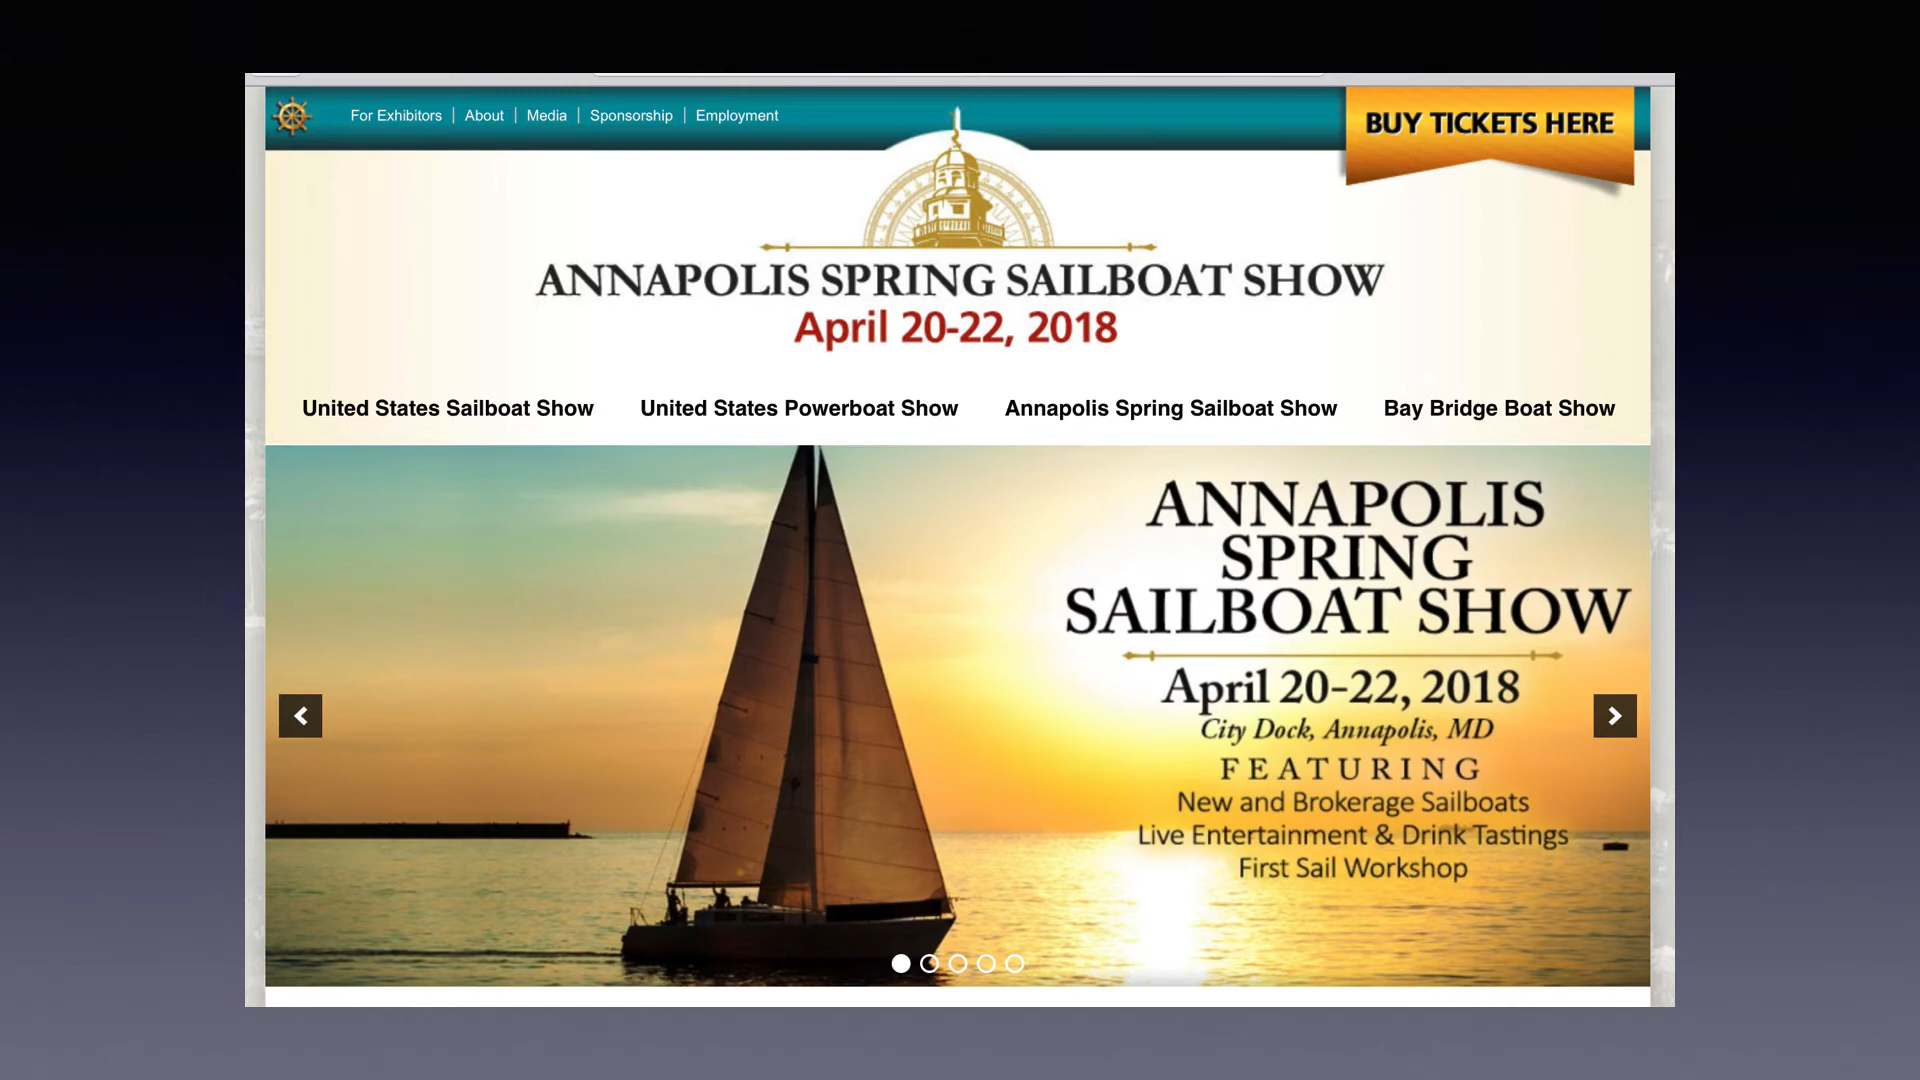 For Exhibitors | About | Media | Sponsorship | Employment
BUY TICKETS HERE
ANNAPOLIS SPRING SAILBOAT SHOW
April 20-22, 2018
United States Sailboat Show
United States Powerboat Show
Annapolis Spring Sailboat Show
Bay Bridge Boat Show
ANNAPOLIS
SPRING
SAILBOAT SHOW
April 20-22, 2018
City Dock, Annapolis, MD
FEATURING
New and Brokerage Sailboats
Live Entertainment & Drink Tastings
First Sail Workshop